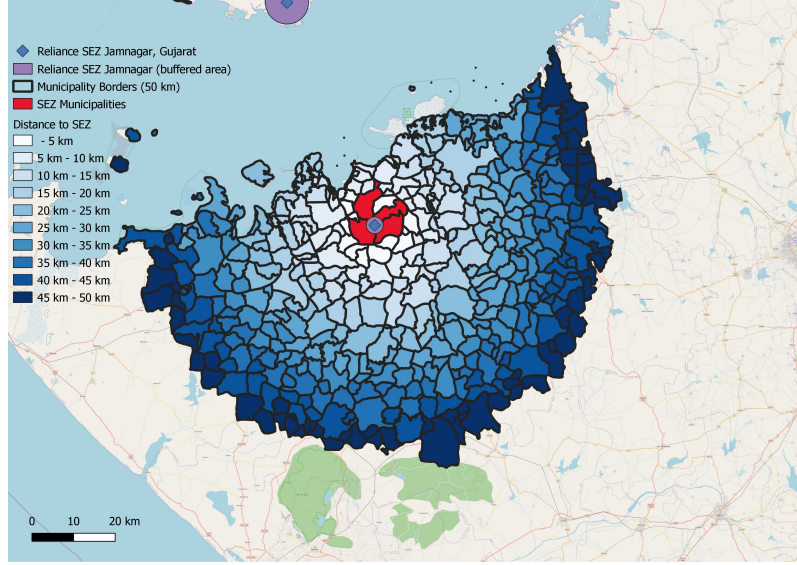 Reliance SEZ Jamnagar, Gujarat
Reliance SEZ Jamnagar (buffered area)
Municipality Borders (50 km)
SEZ Municipalities
Distance to SEZ
- 5 km
5 km - 10 km
10 km - 15 km
15 km - 20 km
20 km - 25 km
25 km - 30 km
30 km - 35 km
35 km - 40 km
40 km - 45 km
45 km - 50 km
0 10 20 km